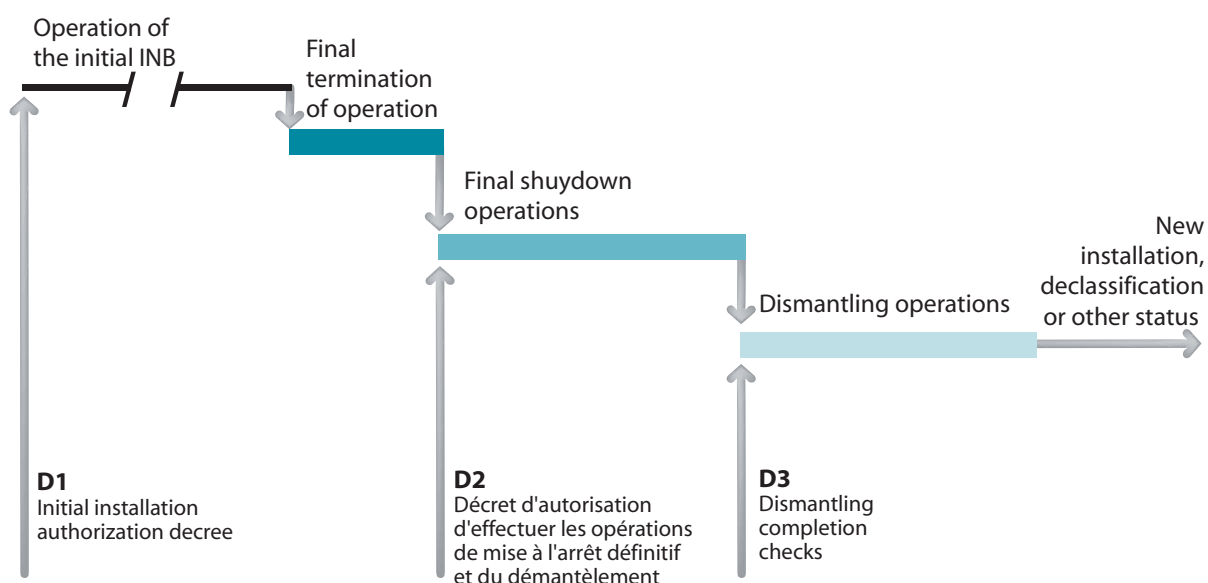 Operation of
the initial INB
Final
termination
of operation
Final shuydown
operations
New
installation,
declassification
or other status
Dismantling operations
D1
Initial installation
authorization decree
D2
Décret d'autorisation
d'effectuer les opérations
de mise à l'arrêt définitif
et du démantèlement
D3
Dismantling
completion
checks